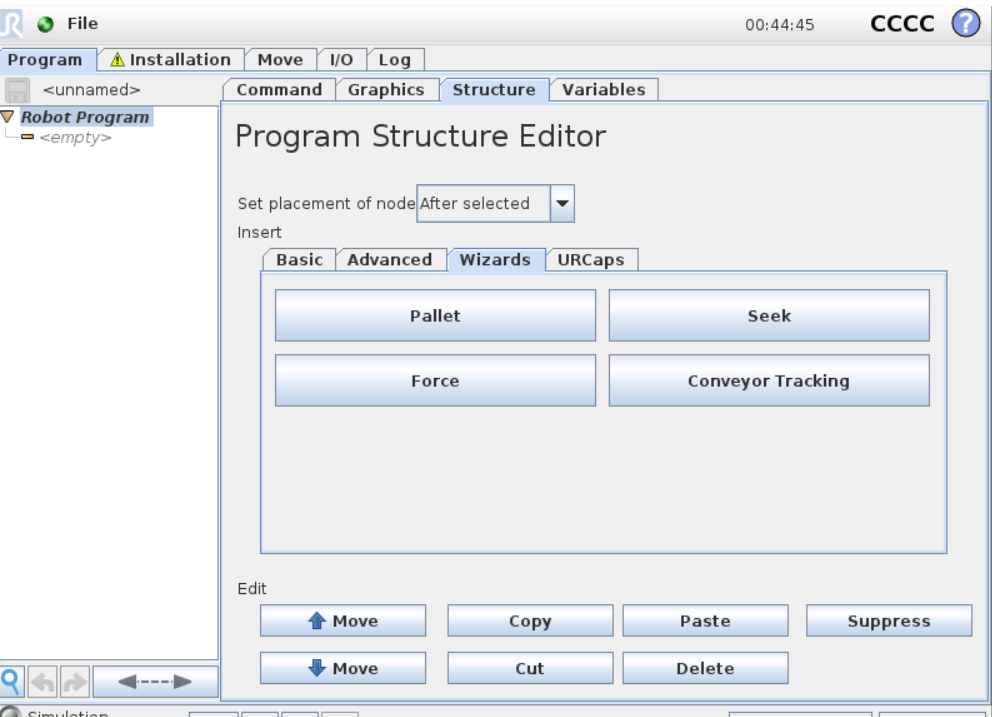 File 00:44:45 CCCC ?
Program Installation Move I/O Log
<unnamed> Command Graphics Structure Variables
Robot Program
<empty>
Program Structure Editor
Set placement of node After selected
Insert
Basic Advanced Wizards URCaps
Pallet Seek
Force Conveyor Tracking
Edit
Move Copy Paste Suppress
Move Cut Delete
Simulation